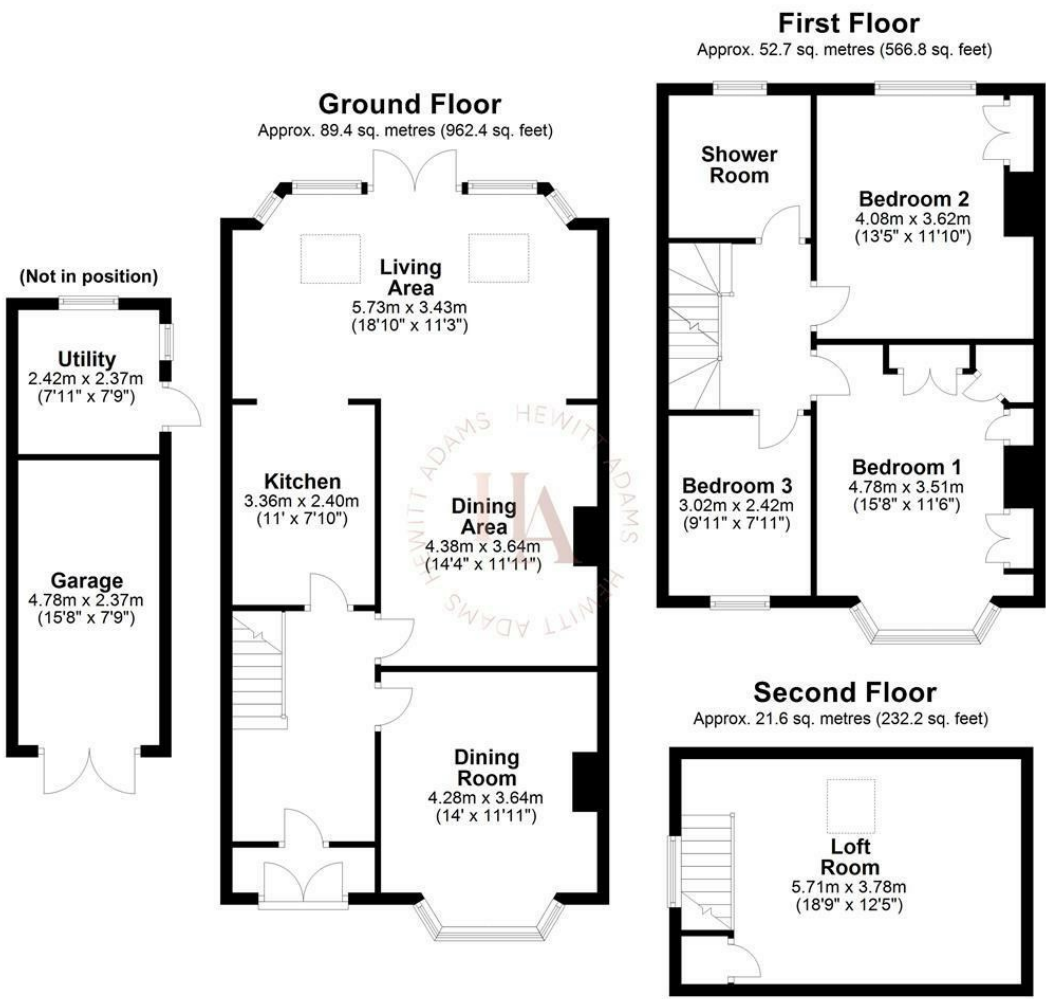 First Floor
Approx. 52.7 sq. metres (566.8 sq. feet)
Ground Floor
Approx. 89.4 sq. metres (962.4 sq. feet)
Shower
Room
Bedroom 2
4.08m x 3.62m
(13'5" x 11'10")
(Not in position)
Living
Area
5.73m x 3.43m
(18'10" x 11'3")
Utility
2.42m x 2.37m
(7'11" x 7'9")
Kitchen
3.36m x 2.40m
(11' x 7'10")
Dining
Area
4.38m x 3.64m
(14'4" x 11'11")
HEWITT ADAMS HEWITT ADAMS HEWITT ADAMS
HA
Bedroom 3
3.02m x 2.42m
(9'11" x 7'11")
Bedroom 1
4.78m x 3.51m
(15'8" x 11'6")
Garage
4.78m x 2.37m
(15'8" x 7'9")
Dining
Room
4.28m x 3.64m
(14' x 11'11")
Second Floor
Approx. 21.6 sq. metres (232.2 sq. feet)
Loft
Room
5.71m x 3.78m
(18'9" x 12'5")